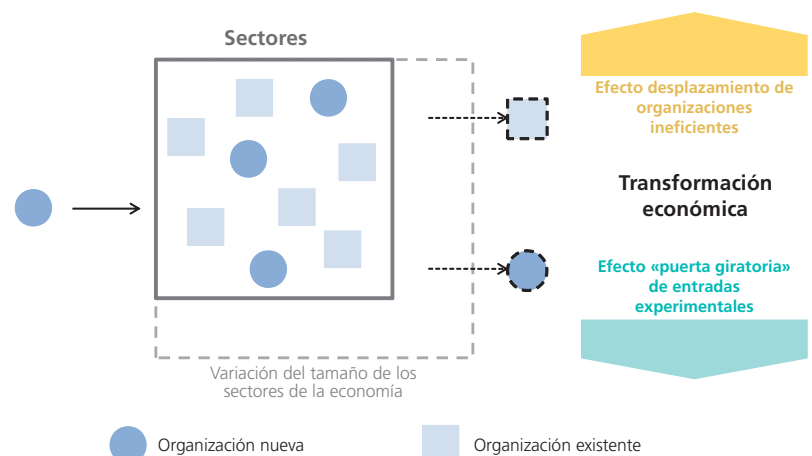 Sectores
Efecto desplazamiento de
organizaciones
ineficientes
Transformación
económica
Efecto «puerta giratoria»
de entradas
experimentales
Variación del tamaño de los
sectores de la economía
Organización nueva
Organización existente